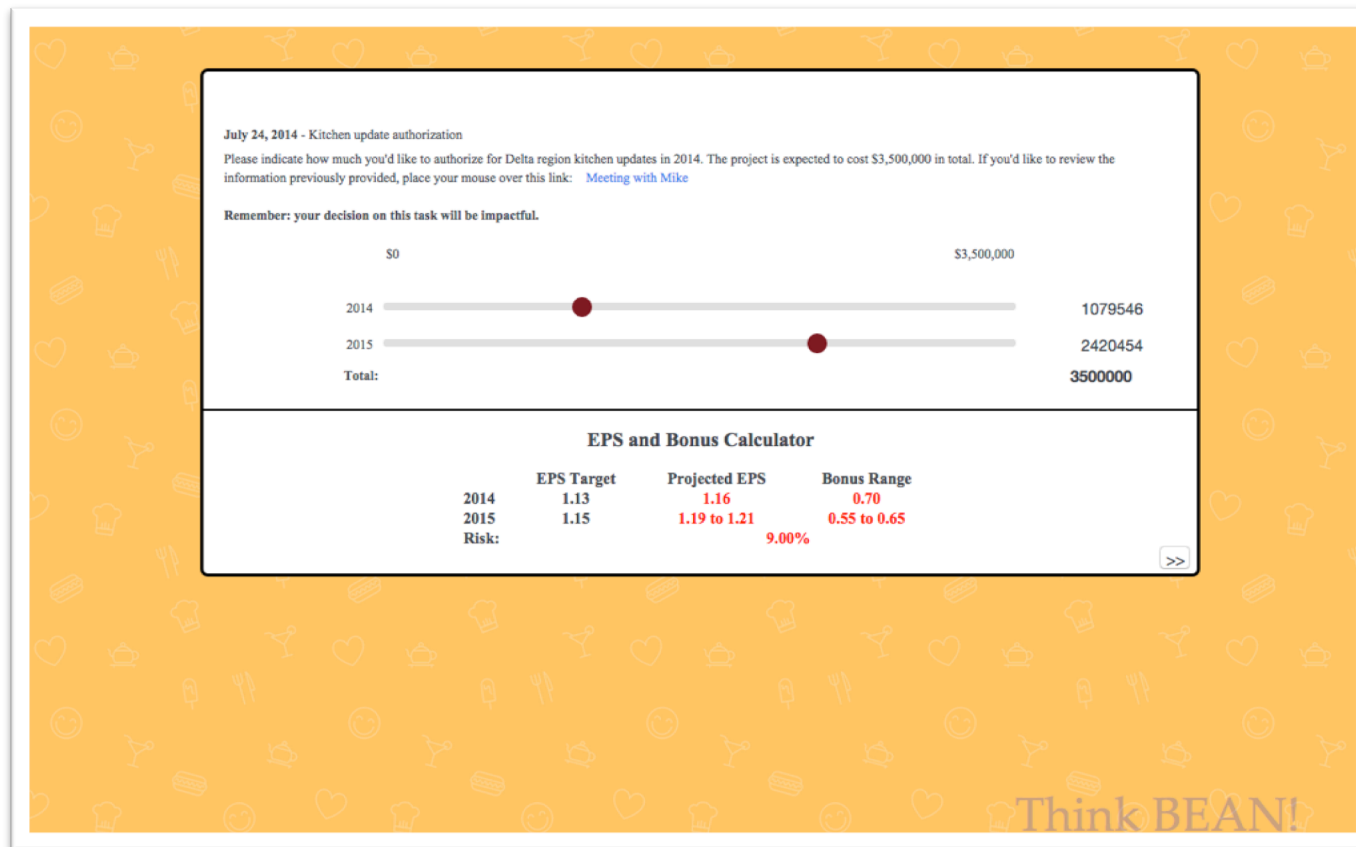 July 24, 2014 - Kitchen update authorization
Please indicate how much you'd like to authorize for Delta region kitchen updates in 2014. The project is expected to cost $3,500,000 in total. If you'd like to review the
information previously provided, place your mouse over this link: Meeting with Mike
Remember: your decision on this task will be impactful.
$0 $3,500,000
2014 1079546
2015 2420454
Total: 3500000
EPS and Bonus Calculator
EPS Target Projected EPS Bonus Range
2014 1.13 1.16 0.70
2015 1.15 1.19 to 1.21 0.55 to 0.65
Risk: 9.00%
>>
Think BEAN!